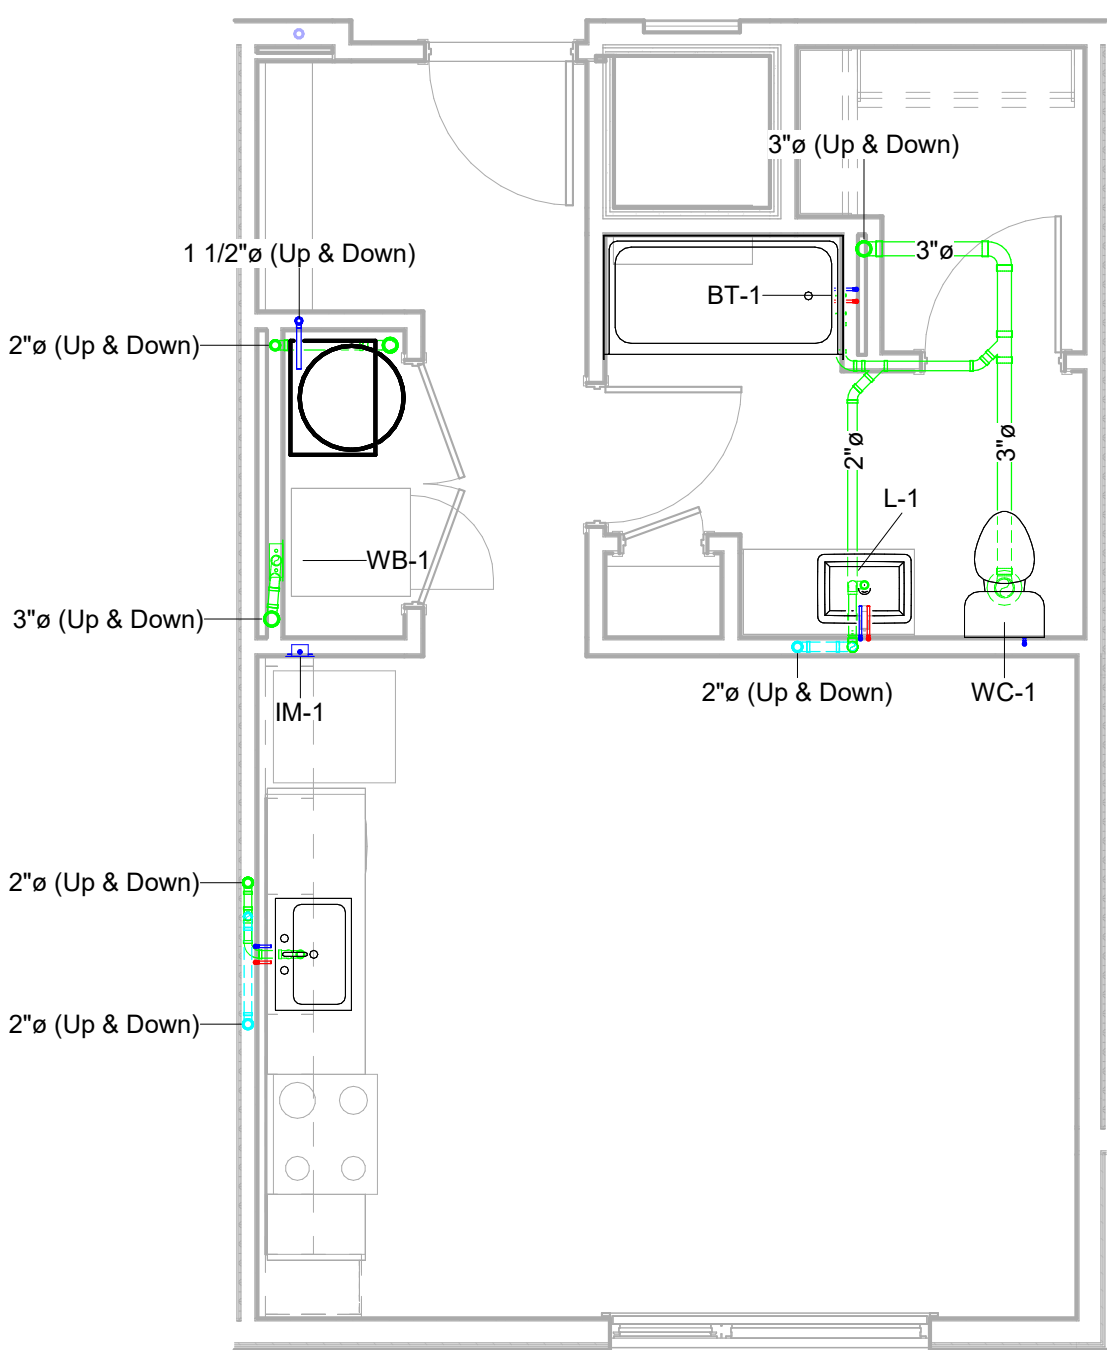 3"ø (Up & Down)
1 1/2"ø (Up & Down)
3"ø
BT-1
2"ø (Up & Down)
2"ø
3"ø
L-1
WB-1
3"ø (Up & Down)
2"ø (Up & Down)
WC-1
IM-1
2"ø (Up & Down)
2"ø (Up & Down)